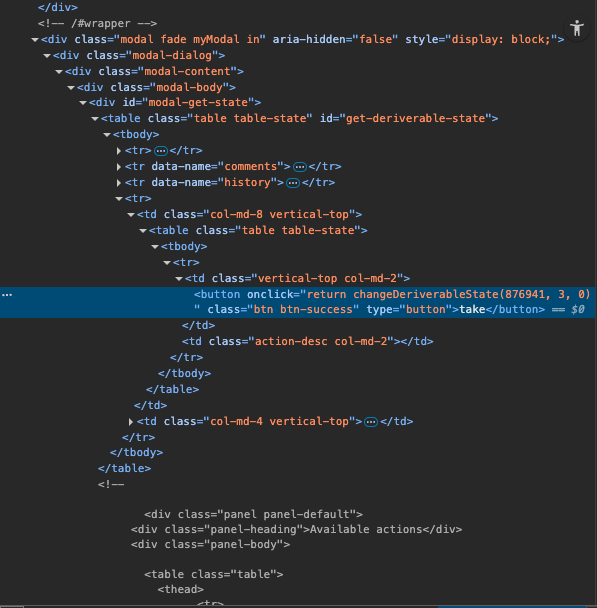 </div>
<!-- /#wrapper -->
<div class="modal fade myModal in" aria-hidden="false" style="display: block;">
<div class="modal-dialog">
<div class="modal-content">
<div class="modal-body">
<div id="modal-get-state">
<table class="table table-state" id="get-deriverable-state">
<tbody>
<tr>…</tr>
<tr data-name="comments">…</tr>
<tr data-name="history">…</tr>
<tr>
<td class="col-md-8 vertical-top">
<table class="table table-state">
<tbody>
<tr>
<td class="vertical-top col-md-2">
… <button onclick="return changeDeriverableState(876941, 3, 0)
" class="btn btn-success" type="button">take</button> == $0
</td>
<td class="action-desc col-md-2"></td>
</tr>
</tbody>
</table>
</td>
<td class="col-md-4 vertical-top">…</td>
</tr>
</tbody>
</table>
<!--
<div class="panel panel-default">
<div class="panel-heading">Available actions</div>
<div class="panel-body">
<table class="table">
<thead>
<tr>